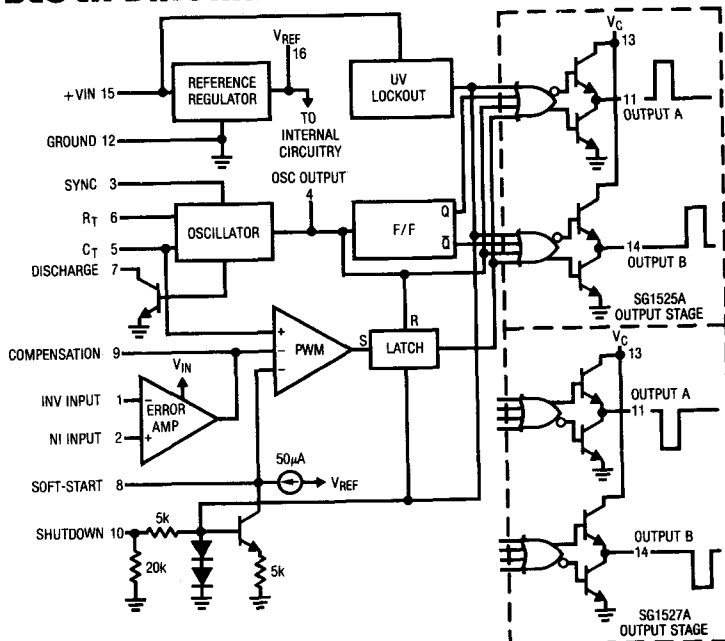 VREF
16
VC
13
+VIN 15
REFERENCE
REGULATOR
UV
LOCKOUT
11
OUTPUT A
TO
INTERNAL
CIRCUITRY
GROUND 12
SYNC 3
OSC OUTPUT
4
RT 6
OSCILLATOR
F/F
Q
Q̅
CT 5
14
OUTPUT B
DISCHARGE 7
SG1525A
OUTPUT STAGE
R
VC
13
+
COMPENSATION 9
−
PWM
S
LATCH
−
VIN
OUTPUT A
11
INV INPUT 1
−
ERROR
AMP
NI INPUT 2
+
50μA
SOFT-START 8
VREF
SHUTDOWN 10
5k
OUTPUT B
14
20k
5k
SG1527A
OUTPUT STAGE